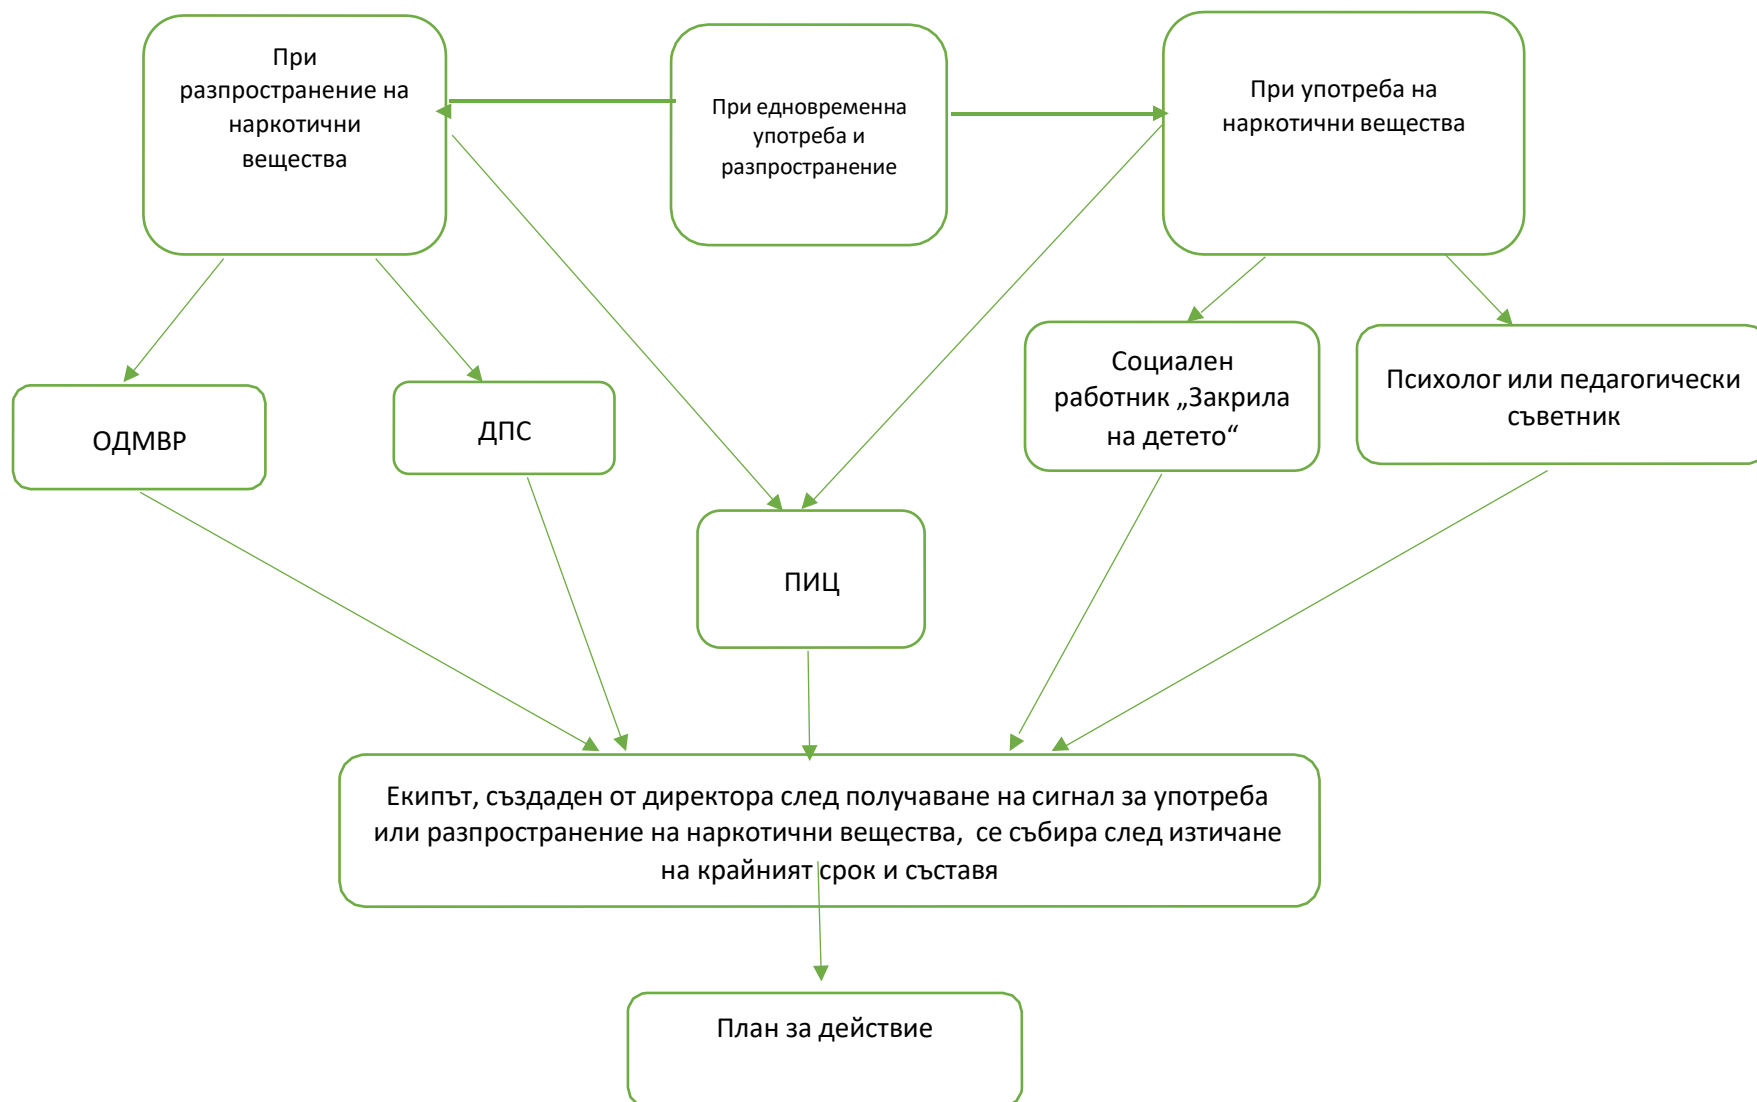 При
разпространение на
наркотични
вещества
При едновременна
употреба и
разпространение
При употреба на
наркотични вещества
ОДМВР
ДПС
Социален
работник „Закрила
на детето“
Психолог или педагогически
съветник
ПИЦ
Екипът, създаден от директора след получаване на сигнал за употреба
или разпространение на наркотични вещества, се събира след изтичане
на крайният срок и съставя
План за действие